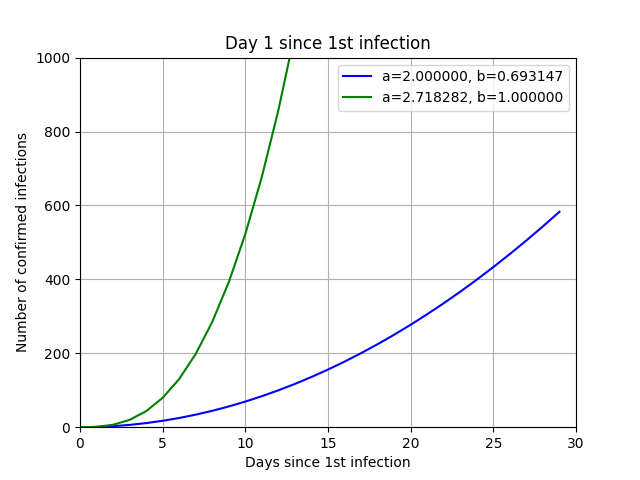 Day 1 since 1st infection
Number of confirmed infections
1000
800
600
400
200
0
a=2.000000, b=0.693147
a=2.718282, b=1.000000
0 5 10 15 20 25 30
Days since 1st infection